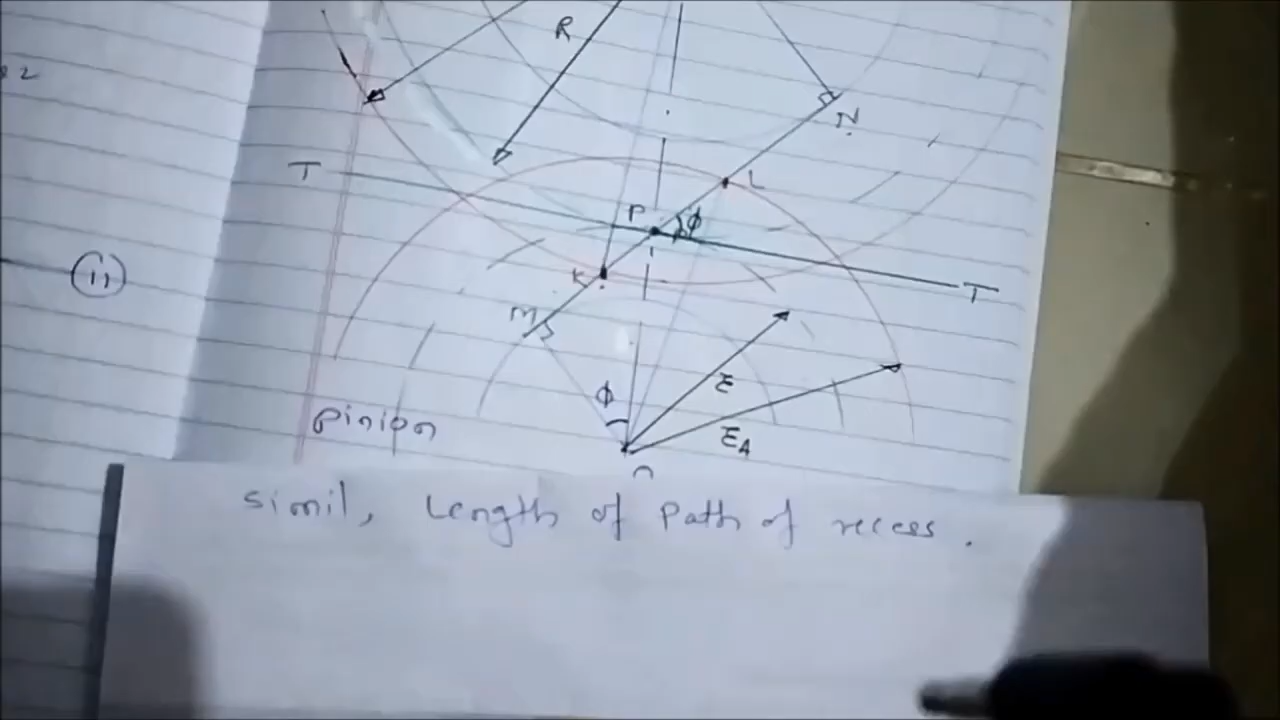 R
N
T
L
P
φ
T
K
ii)
M
φ
r
rA
Pinion
O
simil, Length of Path of recess.